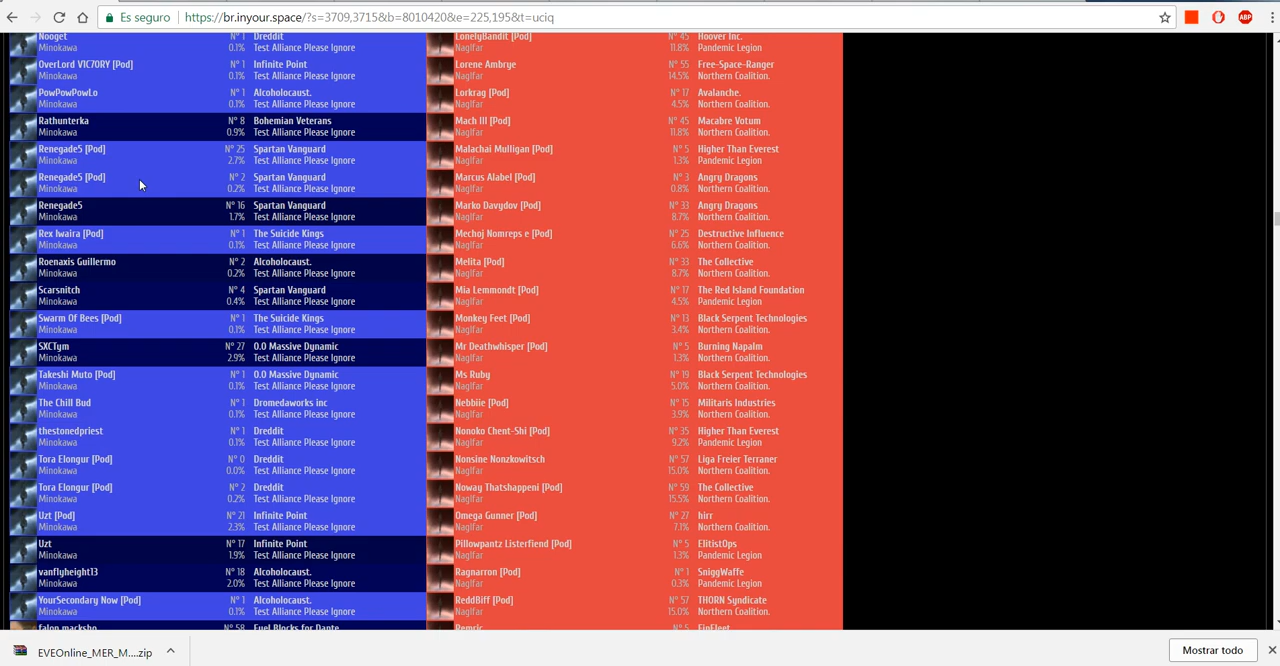 Es seguro https://br.inyour.space/?s=3709,3715&b=8010420&e=225,195&t=uciq ABP
Nooget N° 1 Dreddit
Minokawa 0.1% Test Alliance Please Ignore
OverLord V1C7ORY [Pod] N° 1 Infinite Point
Minokawa 0.1% Test Alliance Please Ignore
PowPowPowLo N° 1 Alcoholocaust.
Minokawa 0.1% Test Alliance Please Ignore
Rathunterka N° 8 Bohemian Veterans
Minokawa 0.9% Test Alliance Please Ignore
Renegade5 [Pod] N° 25 Spartan Vanguard
Minokawa 2.7% Test Alliance Please Ignore
Renegade5 [Pod] N° 2 Spartan Vanguard
Minokawa 0.2% Test Alliance Please Ignore
Renegade5 N° 16 Spartan Vanguard
Minokawa 1.7% Test Alliance Please Ignore
Rex Iwaira [Pod] N° 1 The Suicide Kings
Minokawa 0.1% Test Alliance Please Ignore
Roenaxis Guillermo N° 2 Alcoholocaust.
Minokawa 0.2% Test Alliance Please Ignore
Scarsnitch N° 4 Spartan Vanguard
Minokawa 0.4% Test Alliance Please Ignore
Swarm Of Bees [Pod] N° 1 The Suicide Kings
Minokawa 0.1% Test Alliance Please Ignore
SXCTym N° 27 0.0 Massive Dynamic
Minokawa 2.9% Test Alliance Please Ignore
Takeshi Muto [Pod] N° 1 0.0 Massive Dynamic
Minokawa 0.1% Test Alliance Please Ignore
The Chill Bud N° 1 Dromedaworks inc
Minokawa 0.1% Test Alliance Please Ignore
thestonedpriest N° 1 Dreddit
Minokawa 0.1% Test Alliance Please Ignore
Tora Elongur [Pod] N° 0 Dreddit
Minokawa 0.0% Test Alliance Please Ignore
Tora Elongur [Pod] N° 2 Dreddit
Minokawa 0.2% Test Alliance Please Ignore
Uzt [Pod] N° 21 Infinite Point
Minokawa 2.3% Test Alliance Please Ignore
Uzt N° 17 Infinite Point
Minokawa 1.9% Test Alliance Please Ignore
vanflyheight13 N° 18 Alcoholocaust.
Minokawa 2.0% Test Alliance Please Ignore
YourSecondary Now [Pod] N° 1 Alcoholocaust.
Minokawa 0.1% Test Alliance Please Ignore
falon macksho N° 58 Fuel Blocks for Dante
LonelyBandit [Pod] N° 45 Hoover Inc.
Naglfar 11.8% Pandemic Legion
Lorene Ambrye N° 55 Free-Space-Ranger
Naglfar 14.5% Northern Coalition.
Lorkrag [Pod] N° 17 Avalanche.
Naglfar 4.5% Northern Coalition.
Mach III [Pod] N° 45 Macabre Votum
Naglfar 11.8% Northern Coalition.
Malachai Mulligan [Pod] N° 5 Higher Than Everest
Naglfar 1.3% Pandemic Legion
Marcus Alabel [Pod] N° 3 Angry Dragons
Naglfar 0.8% Northern Coalition.
Marko Davydov [Pod] N° 33 Angry Dragons
Naglfar 8.7% Northern Coalition.
Mechoj Nomreps e [Pod] N° 25 Destructive Influence
Naglfar 6.6% Northern Coalition.
Melita [Pod] N° 33 The Collective
Naglfar 8.7% Northern Coalition.
Mia Lemmondt [Pod] N° 17 The Red Island Foundation
Naglfar 4.5% Pandemic Legion
Monkey Feet [Pod] N° 13 Black Serpent Technologies
Naglfar 3.4% Northern Coalition.
Mr Deathwhisper [Pod] N° 5 Burning Napalm
Naglfar 1.3% Northern Coalition.
Ms Ruby N° 19 Black Serpent Technologies
Naglfar 5.0% Northern Coalition.
Nebbiie [Pod] N° 15 Militaris Industries
Naglfar 3.9% Northern Coalition.
Nonoko Chent-Shi [Pod] N° 35 Higher Than Everest
Naglfar 9.2% Pandemic Legion
Nonsine Nonzkowitsch N° 57 Liga Freier Terraner
Naglfar 15.0% Northern Coalition.
Noway Thatshappeni [Pod] N° 59 The Collective
Naglfar 15.5% Northern Coalition.
Omega Gunner [Pod] N° 27 hirr
Naglfar 7.1% Northern Coalition.
Pillowpantz Listerfiend [Pod] N° 5 ElitistOps
Naglfar 1.3% Pandemic Legion
Ragnarron [Pod] N° 1 SniggWaffe
Naglfar 0.3% Pandemic Legion
ReddBiff [Pod] N° 57 THORN Syndicate
Naglfar 15.0% Northern Coalition.
Remric N° 5 FinFleet
EVEOnline_MER_M....zip Mostrar todo